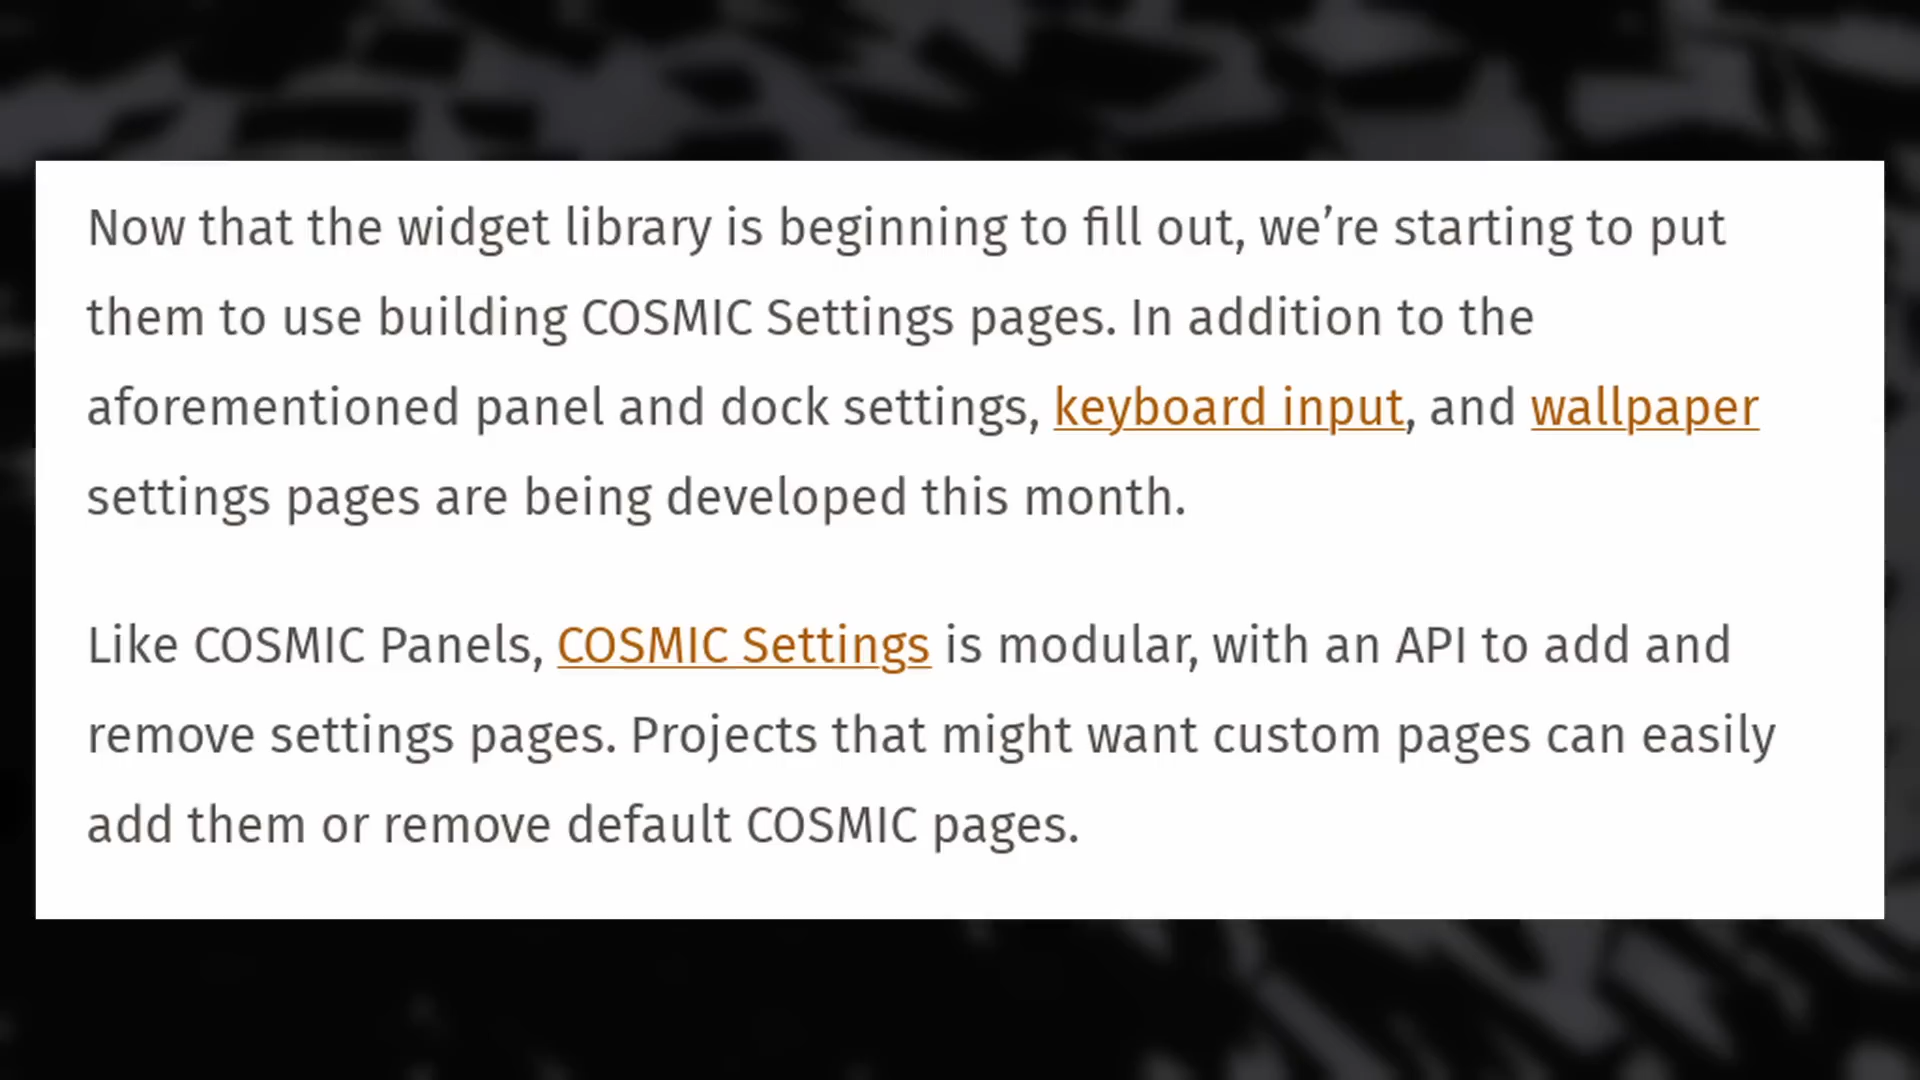 Now that the widget library is beginning to fill out, we’re starting to put
them to use building COSMIC Settings pages. In addition to the
aforementioned panel and dock settings, keyboard input, and wallpaper
settings pages are being developed this month.
Like COSMIC Panels, COSMIC Settings is modular, with an API to add and
remove settings pages. Projects that might want custom pages can easily
add them or remove default COSMIC pages.